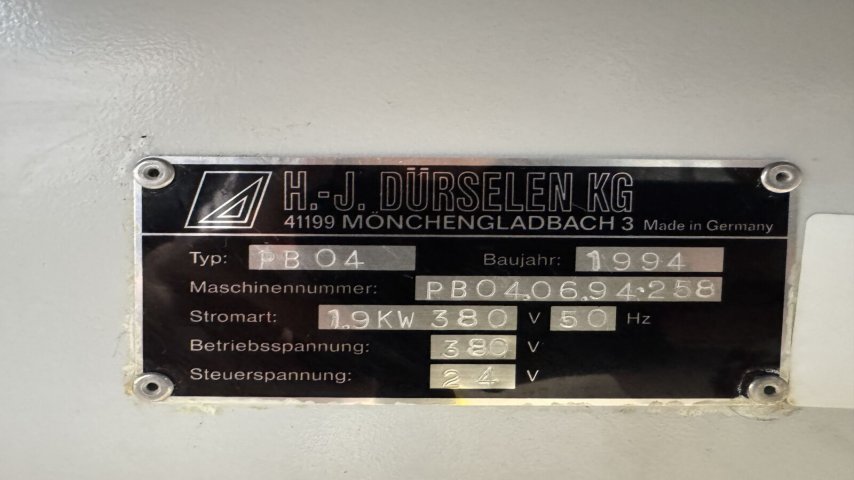 H.-J. DÜRSELEN KG
41199 MÖNCHENGLADBACH 3 Made in Germany
Typ: PB04 Baujahr: 1994
Maschinennummer: PB04.06.94.258
Stromart: 1.9KW 380 V 50 Hz
Betriebsspannung: 380 V
Steuerspannung: 24 V